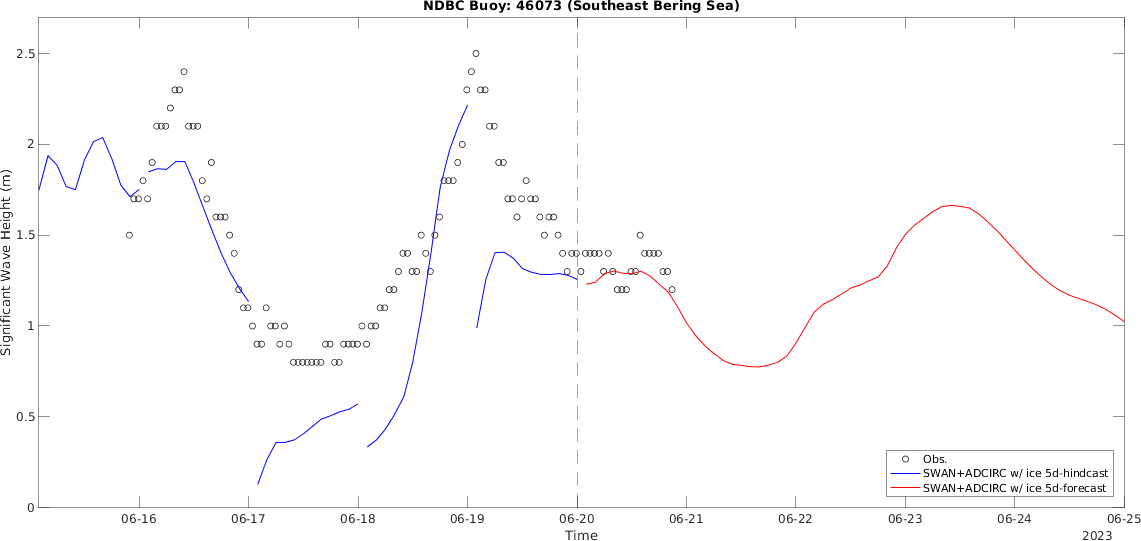 NDBC Buoy: 46073 (Southeast Bering Sea)
Significant Wave Height (m)
2.5
2
1.5
1
0.5
0
06-16 06-17 06-18 06-19 06-20 06-21 06-22 06-23 06-24 06-25
Time
2023
Obs.
SWAN+ADCIRC w/ ice 5d-hindcast
SWAN+ADCIRC w/ ice 5d-forecast